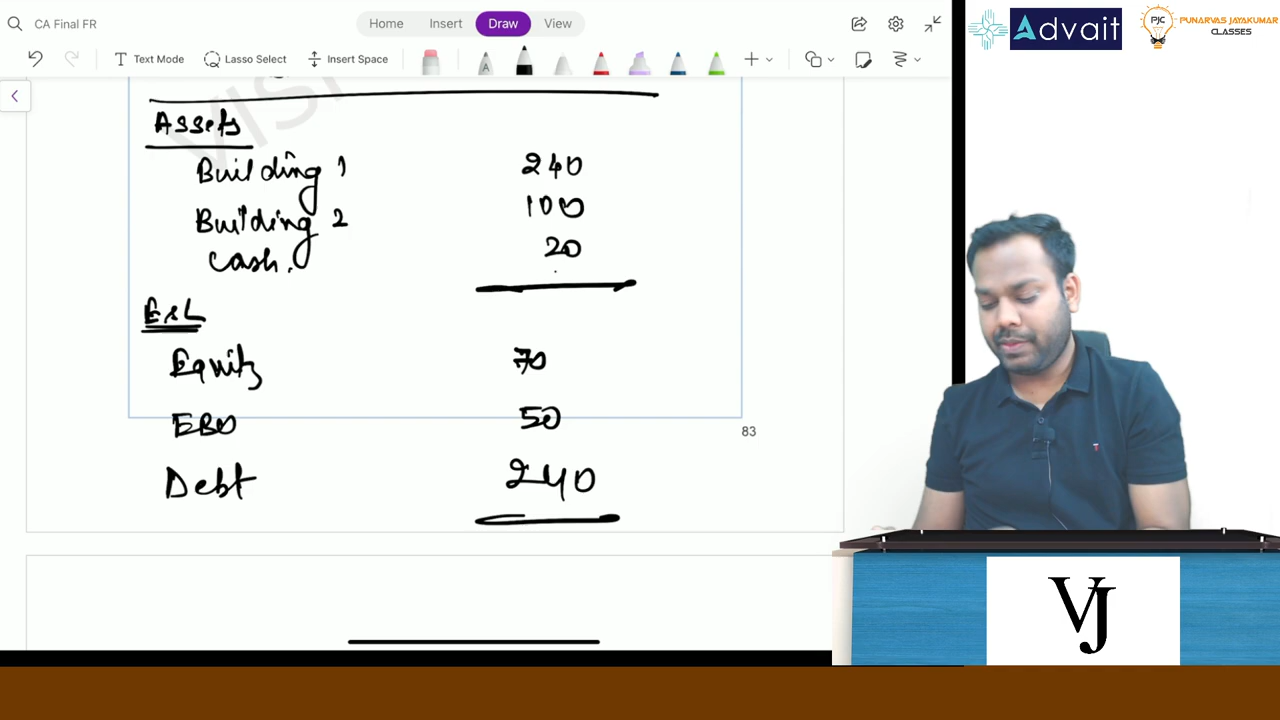 CA Final FR
Home Insert Draw View
Advait
PJC PUNARVAS JAYAKUMAR CLASSES
Text Mode Lasso Select Insert Space
VISI
Assets
Building 1 240
Building 2 100
Cash. 20
E&L
Equity 70
EBO 50
83
Debt 240
VJ